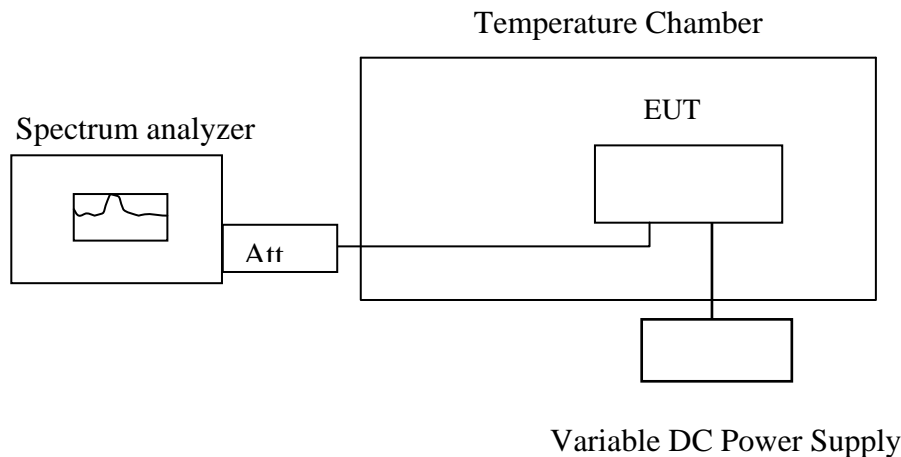 Temperature Chamber
EUT
Spectrum analyzer
Att
Variable DC Power Supply